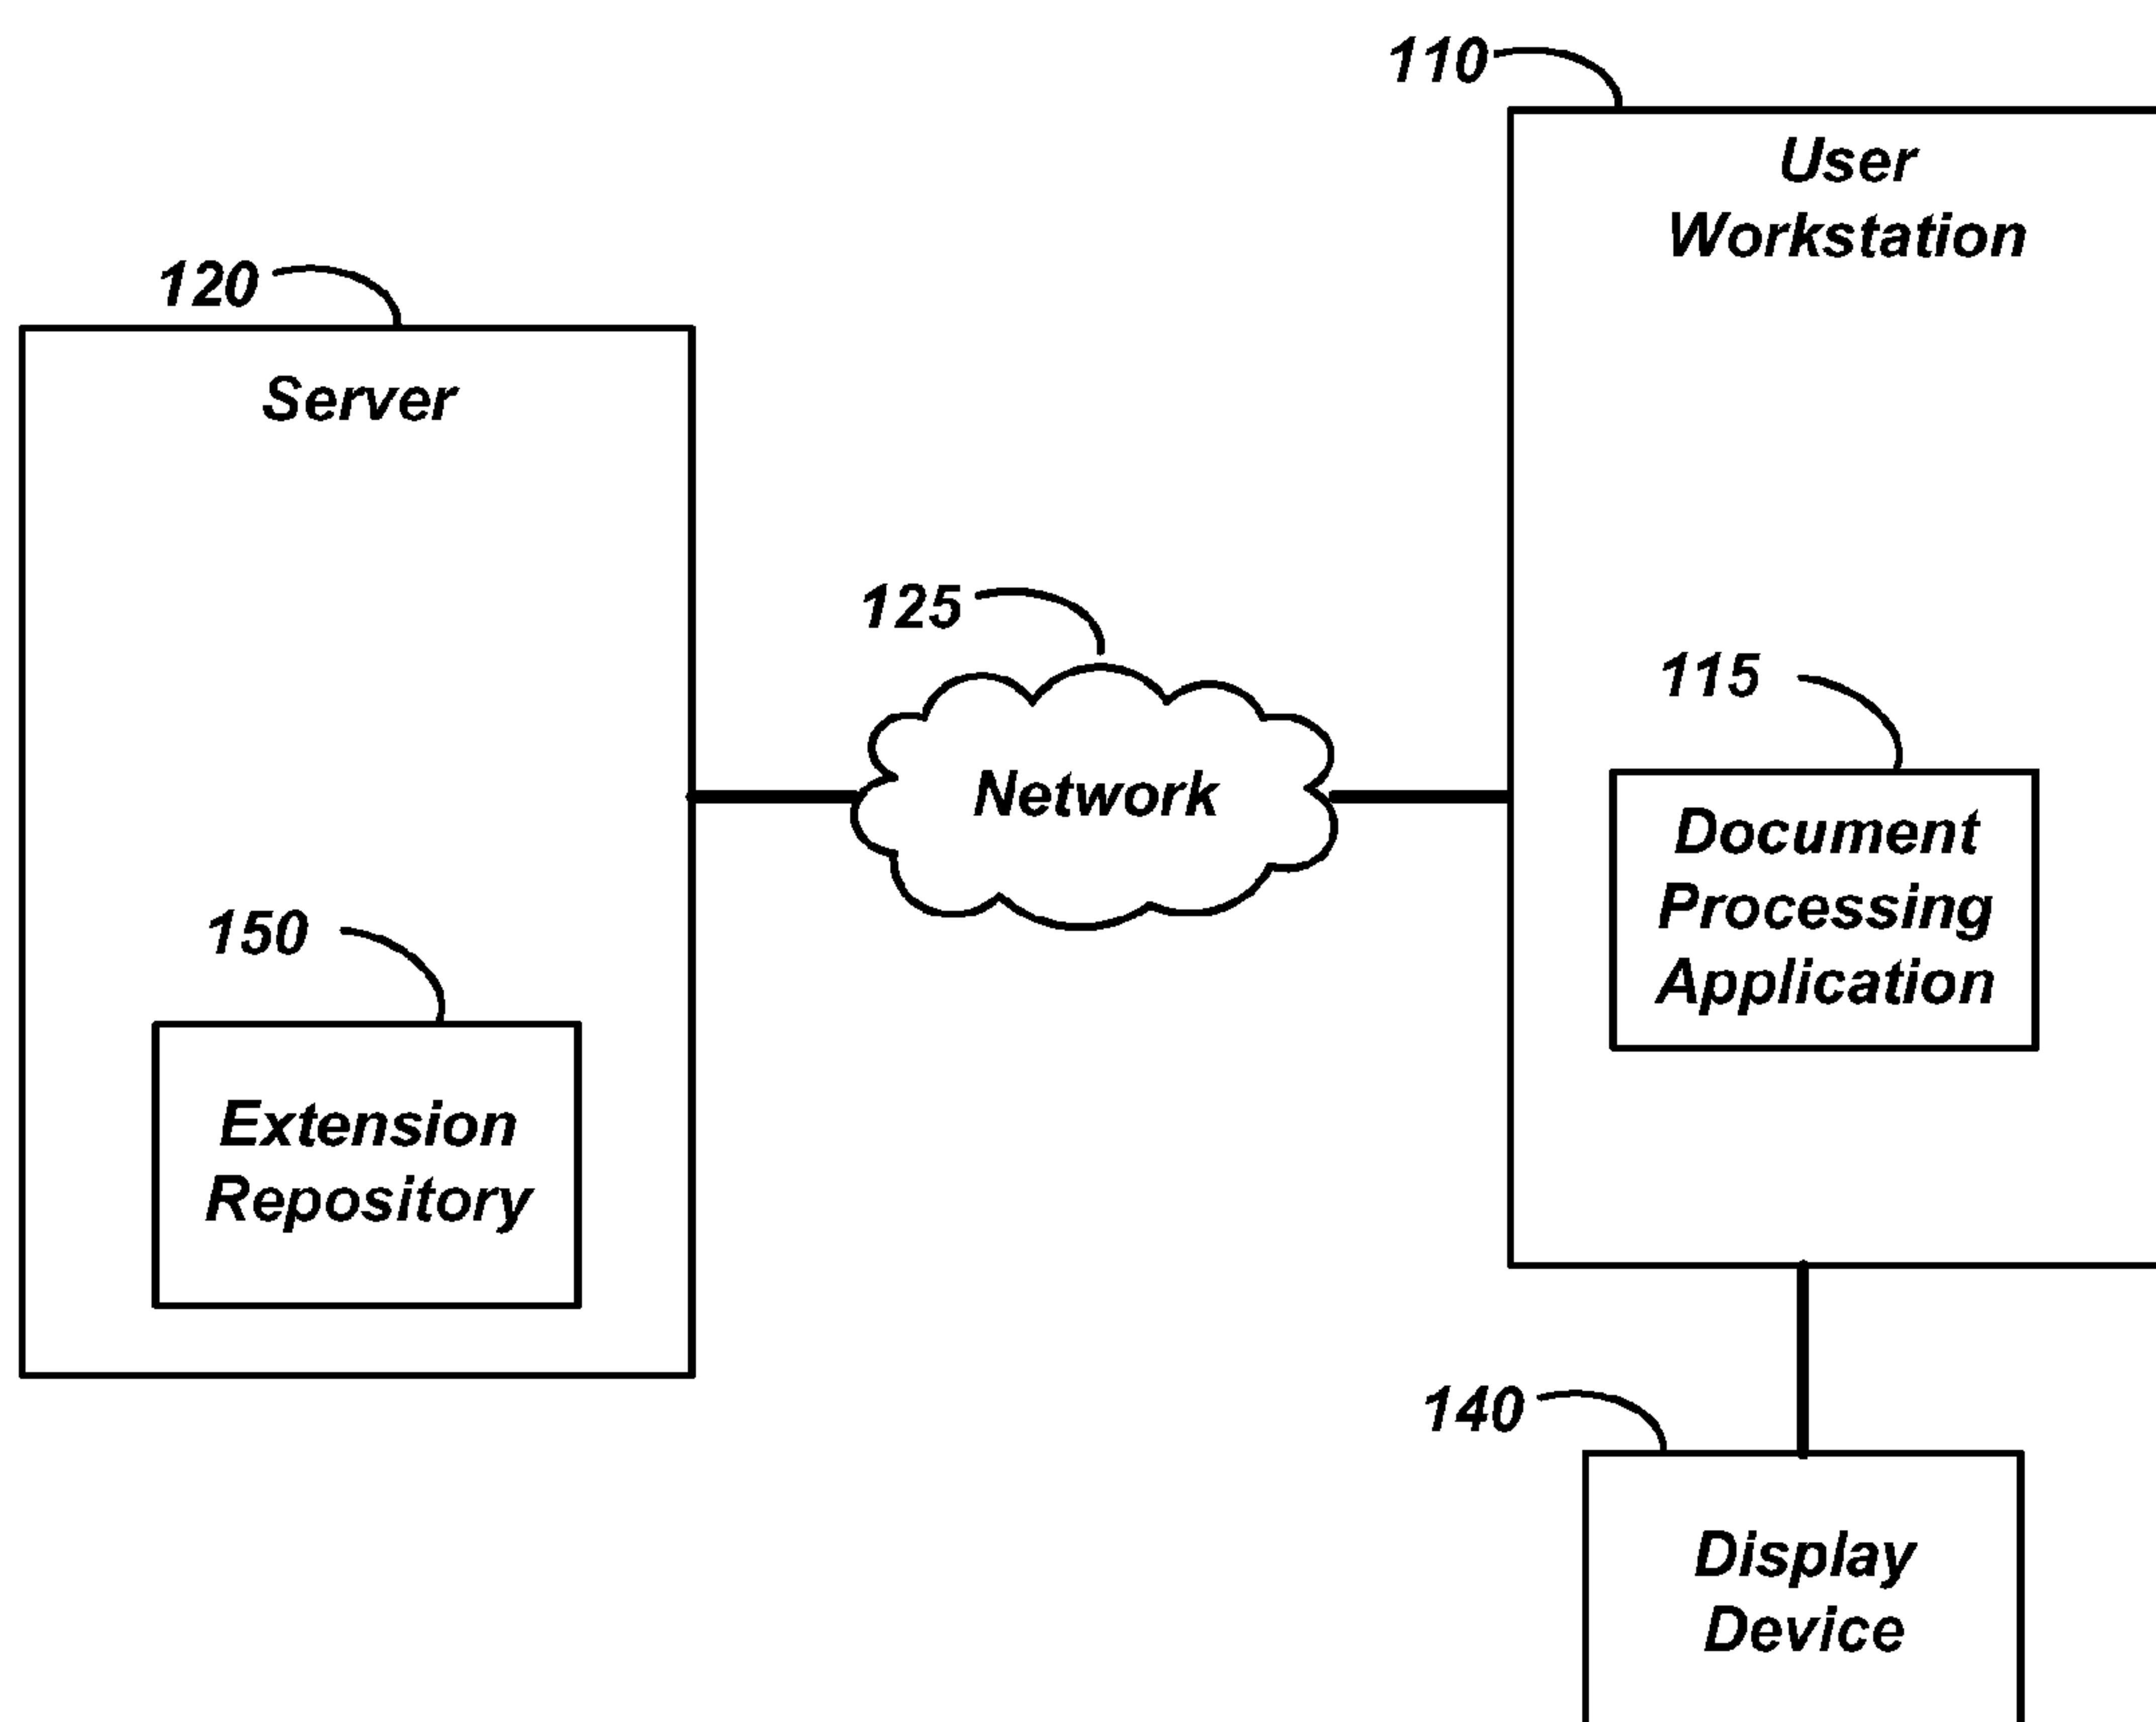 110
User
Workstation
120
Server
125
Network
115
Document
Processing
Application
150
Extension
Repository
140
Display
Device